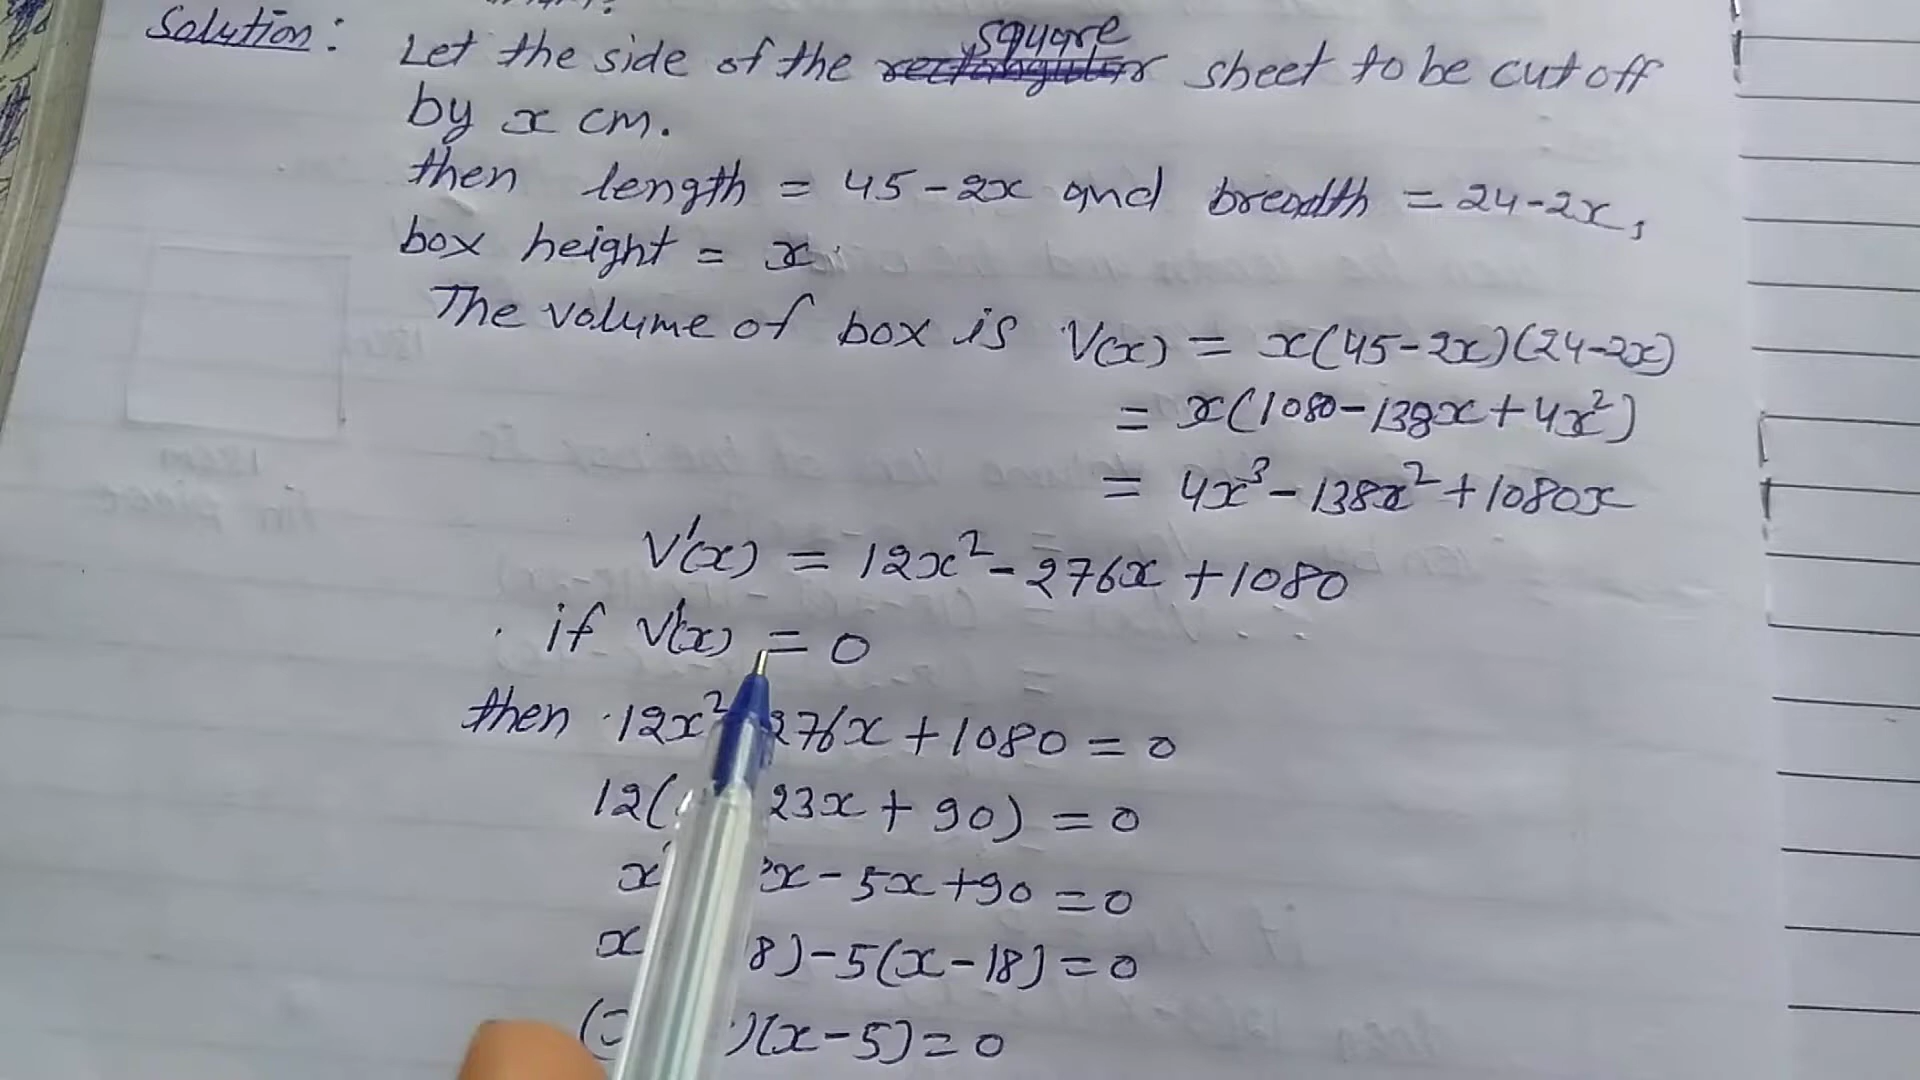 Solution:
square
Let the side of the rectangular sheet to be cut off
by x cm.
then length = 45-2x and breadth = 24-2x,
box height = x
The volume of box is V(x) = x(45-2x)(24-2x)
= x(1080-138x+4x²)
= 4x³-138x²+1080x
V'(x) = 12x²-276x+1080
if V'(x) = 0
then 12x² 276x+1080=0
12( 23x+90)=0
x x-5x+90=0
x 8)-5(x-18)=0
( )(x-5)=0